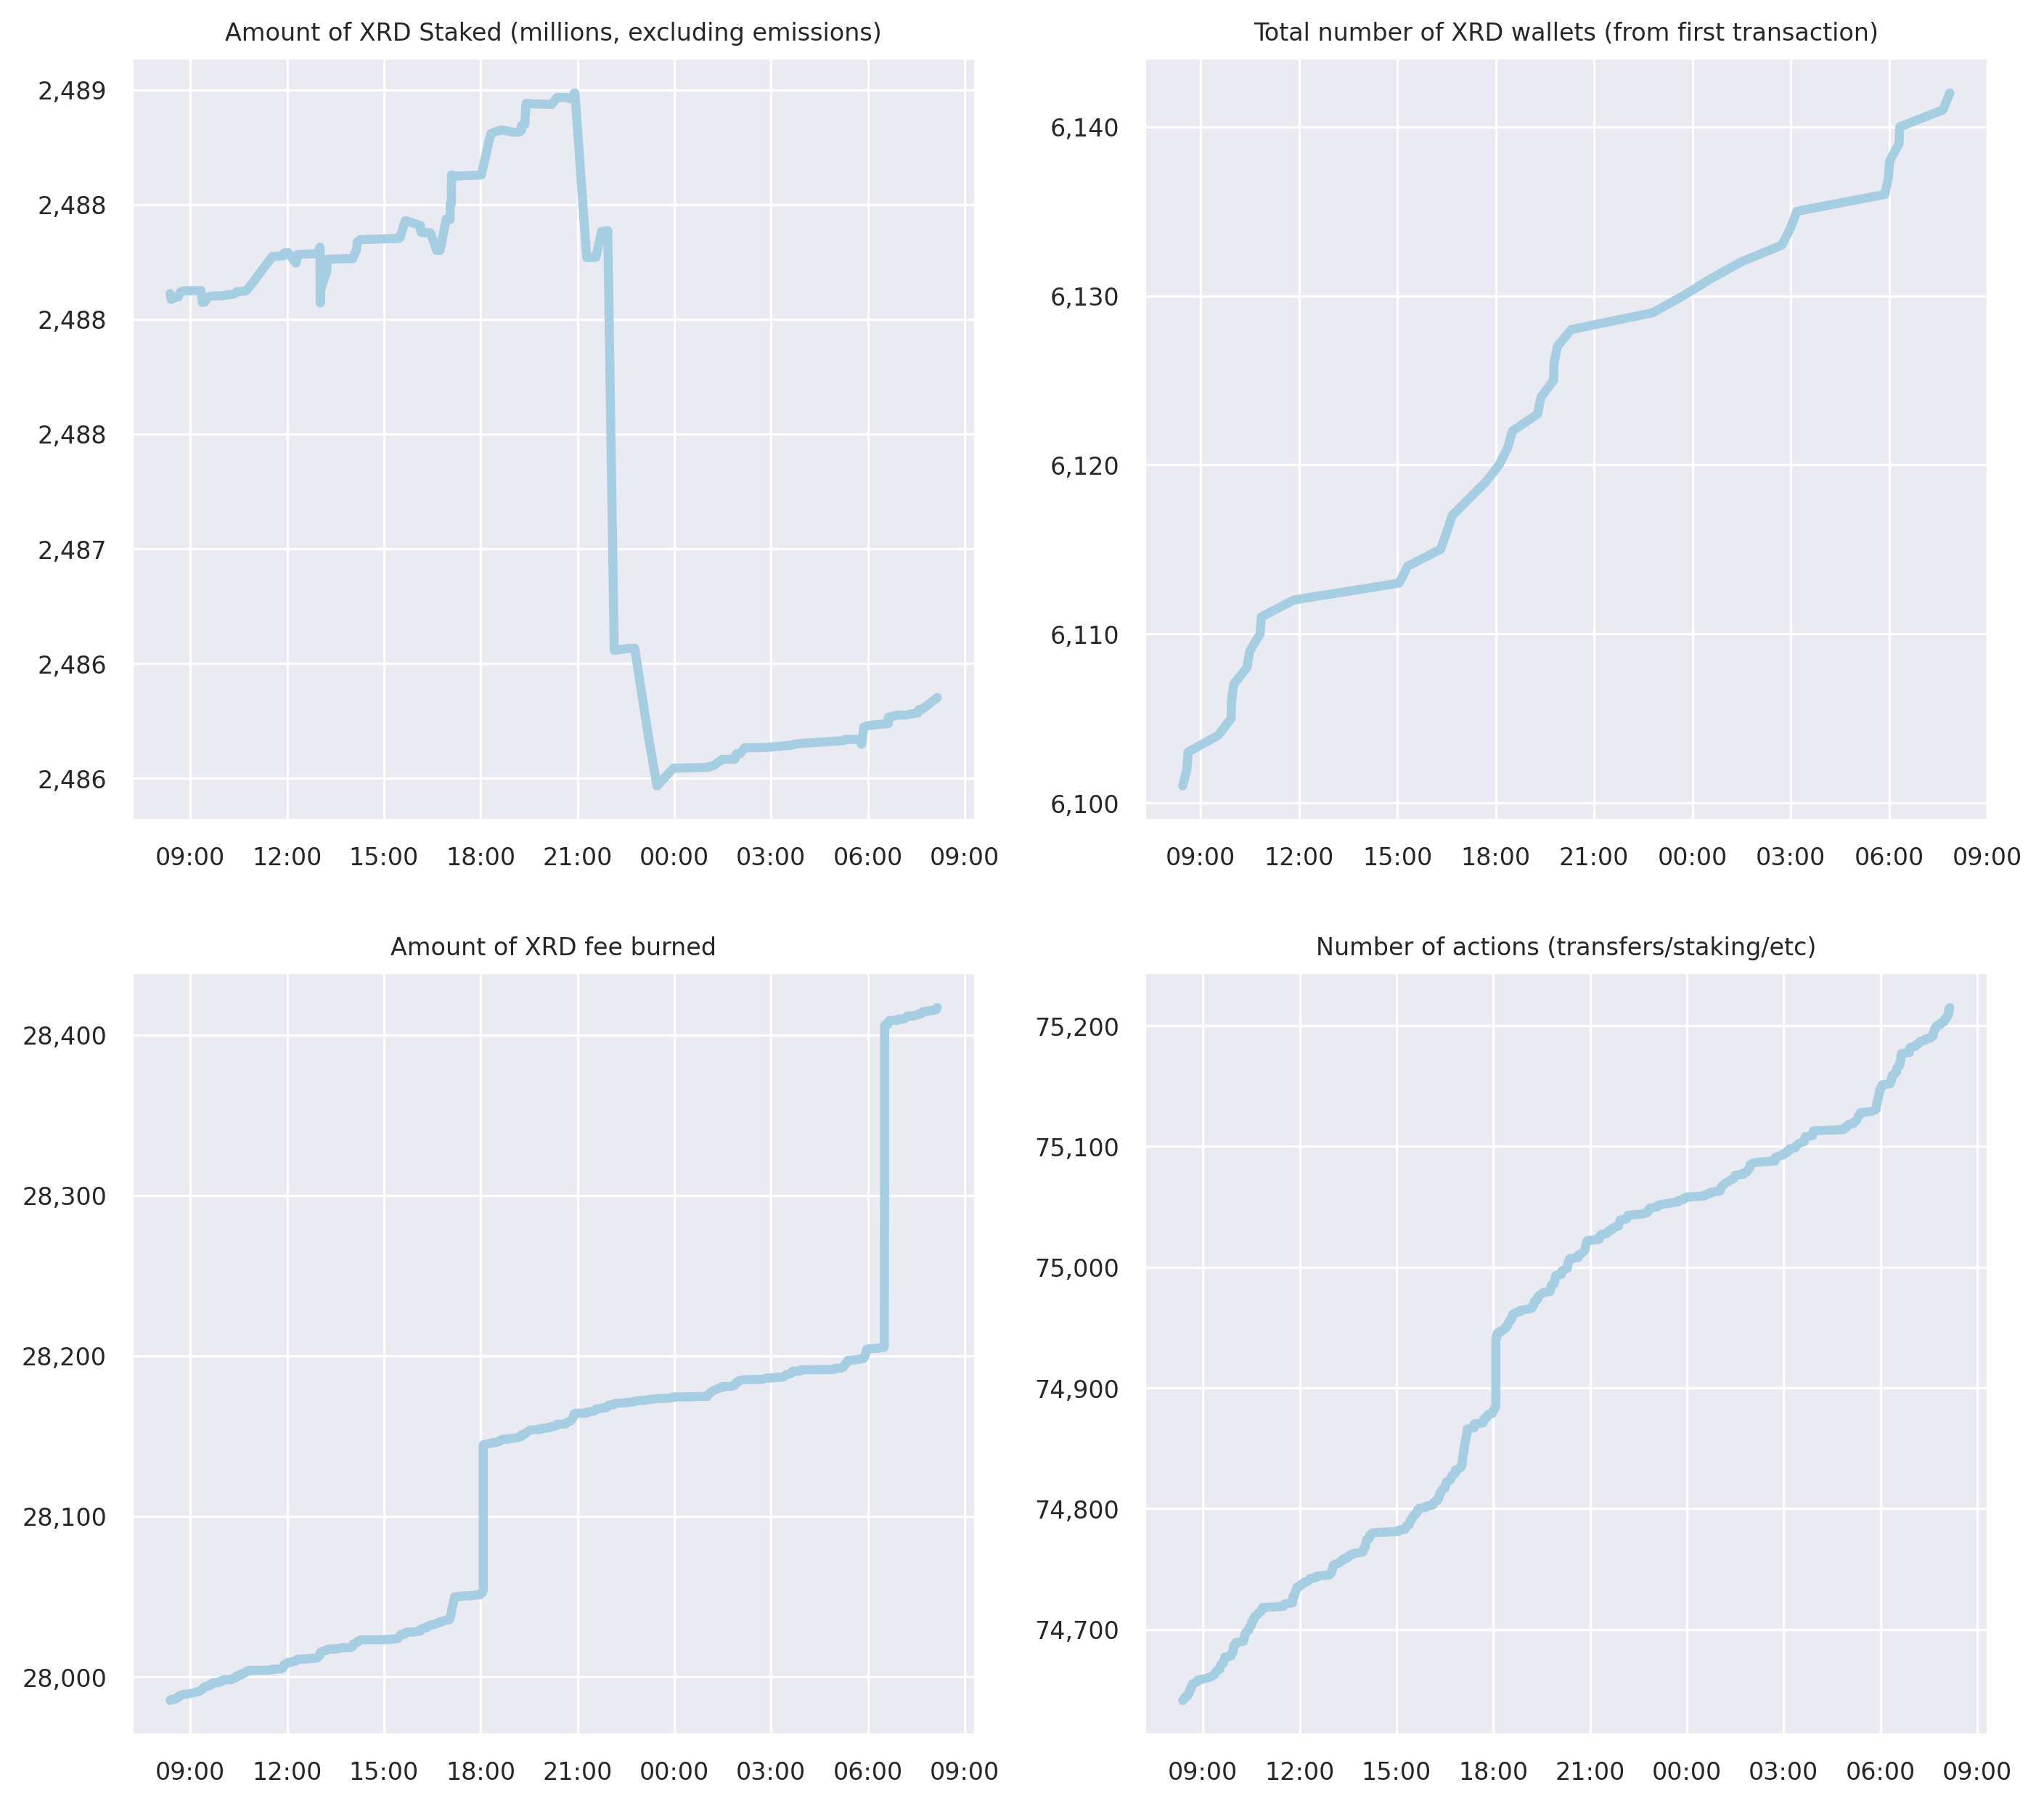 Amount of XRD Staked (millions, excluding emissions)
2,489
2,488
2,488
2,488
2,487
2,486
2,486
09:00 12:00 15:00 18:00 21:00 00:00 03:00 06:00 09:00
Total number of XRD wallets (from first transaction)
6,140
6,130
6,120
6,110
6,100
09:00 12:00 15:00 18:00 21:00 00:00 03:00 06:00 09:00
Amount of XRD fee burned
28,400
28,300
28,200
28,100
28,000
09:00 12:00 15:00 18:00 21:00 00:00 03:00 06:00 09:00
Number of actions (transfers/staking/etc)
75,200
75,100
75,000
74,900
74,800
74,700
09:00 12:00 15:00 18:00 21:00 00:00 03:00 06:00 09:00